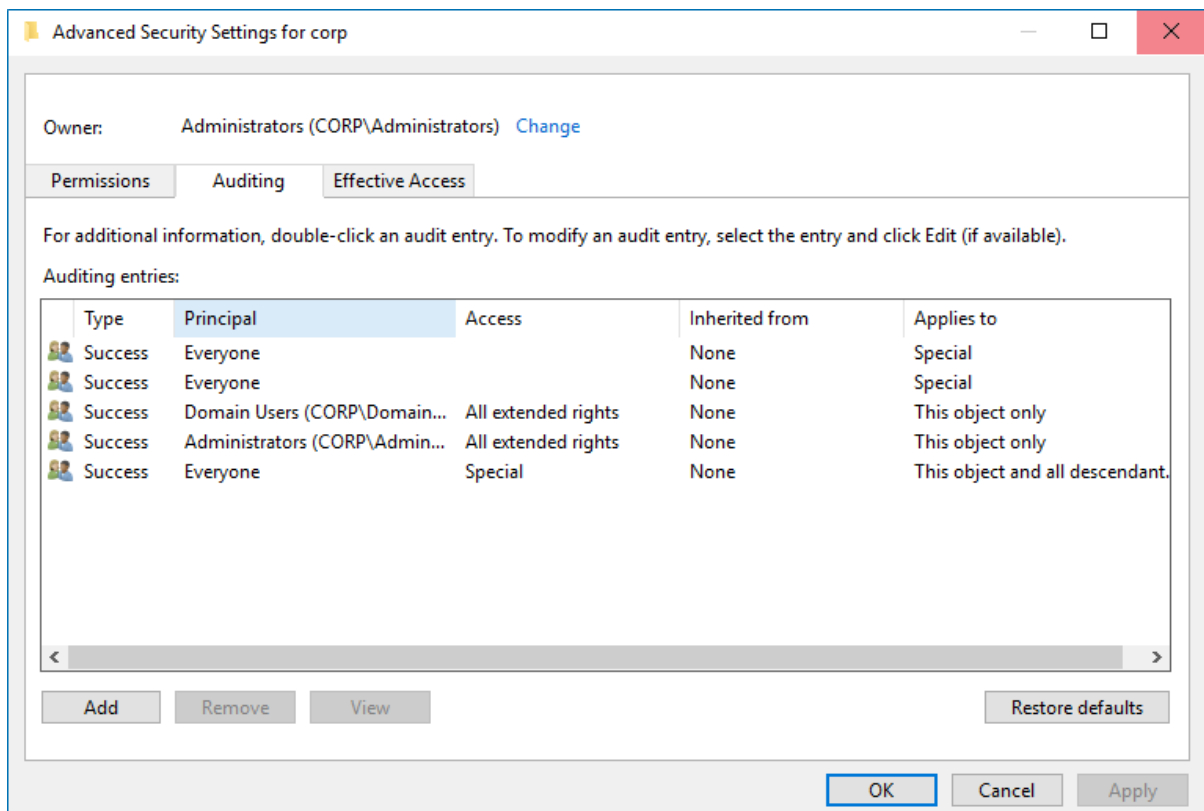 Advanced Security Settings for corp
Owner: Administrators (CORP\Administrators) Change
Permissions Auditing Effective Access
For additional information, double-click an audit entry. To modify an audit entry, select the entry and click Edit (if available).
Auditing entries:
Type Principal Access Inherited from Applies to
Success Everyone None Special
Success Everyone None Special
Success Domain Users (CORP\Domain... All extended rights None This object only
Success Administrators (CORP\Admin... All extended rights None This object only
Success Everyone Special None This object and all descendant.
Add Remove View Restore defaults
OK Cancel Apply